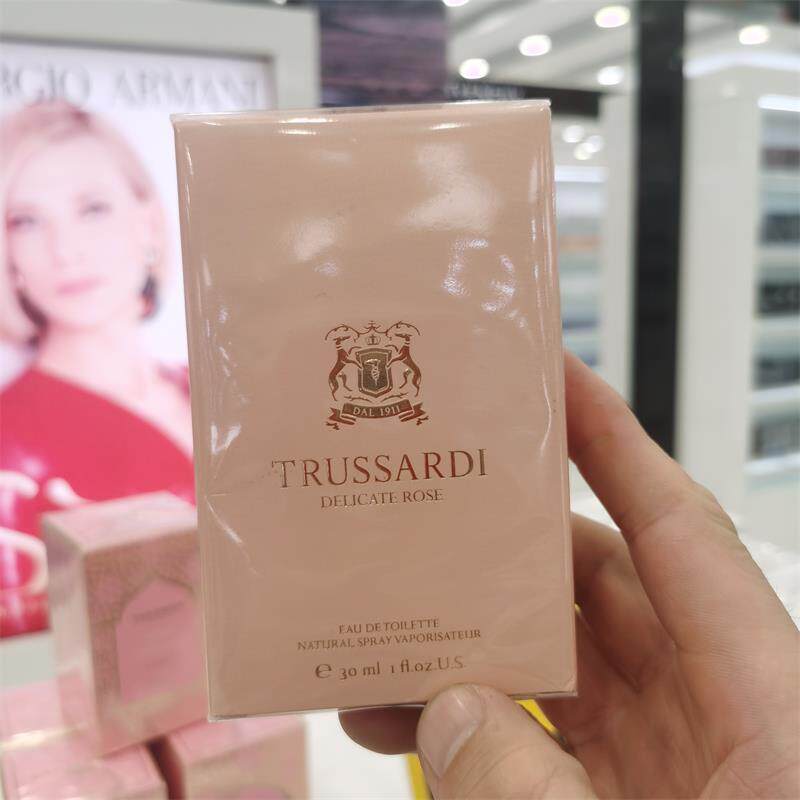 RGIO ARMANI
DAL 1911
TRUSSARDI
DELICATE ROSE
EAU DE TOILETTE
NATURAL SPRAY VAPORISATEUR
℮ 30 ml 1 fl.oz.U.S.